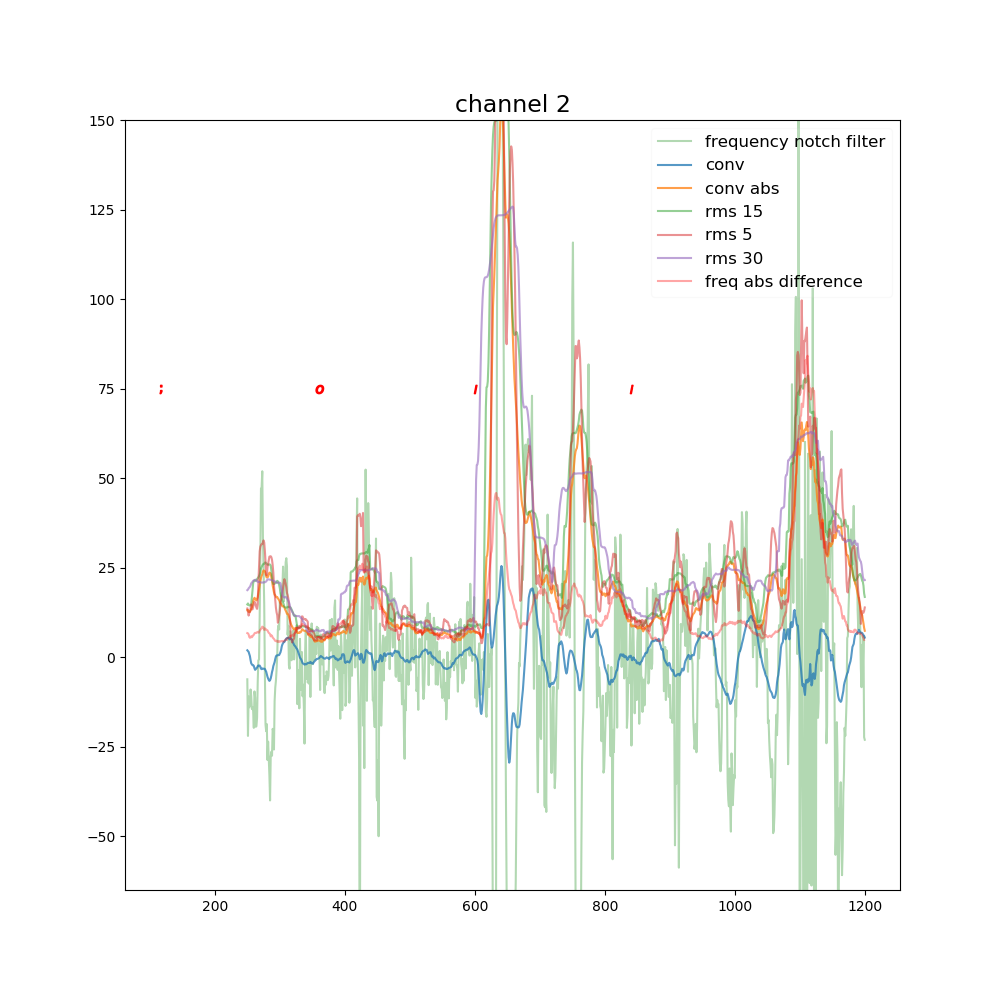 channel 2
150
125
100
75
50
25
0
−25
−50
frequency notch filter
conv
conv abs
rms 15
rms 5
rms 30
freq abs difference
; o l l
200 400 600 800 1000 1200